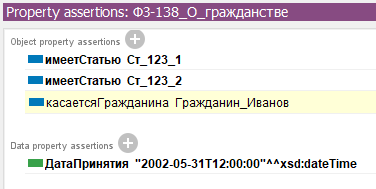 Property assertions: ФЗ-138_О_гражданстве
Object property assertions
имеетСтатью Ст_123_1
имеетСтатью Ст_123_2
касаетсяГражданина Гражданин_Иванов
Data property assertions
ДатаПринятия "2002-05-31T12:00:00"^^xsd:dateTime